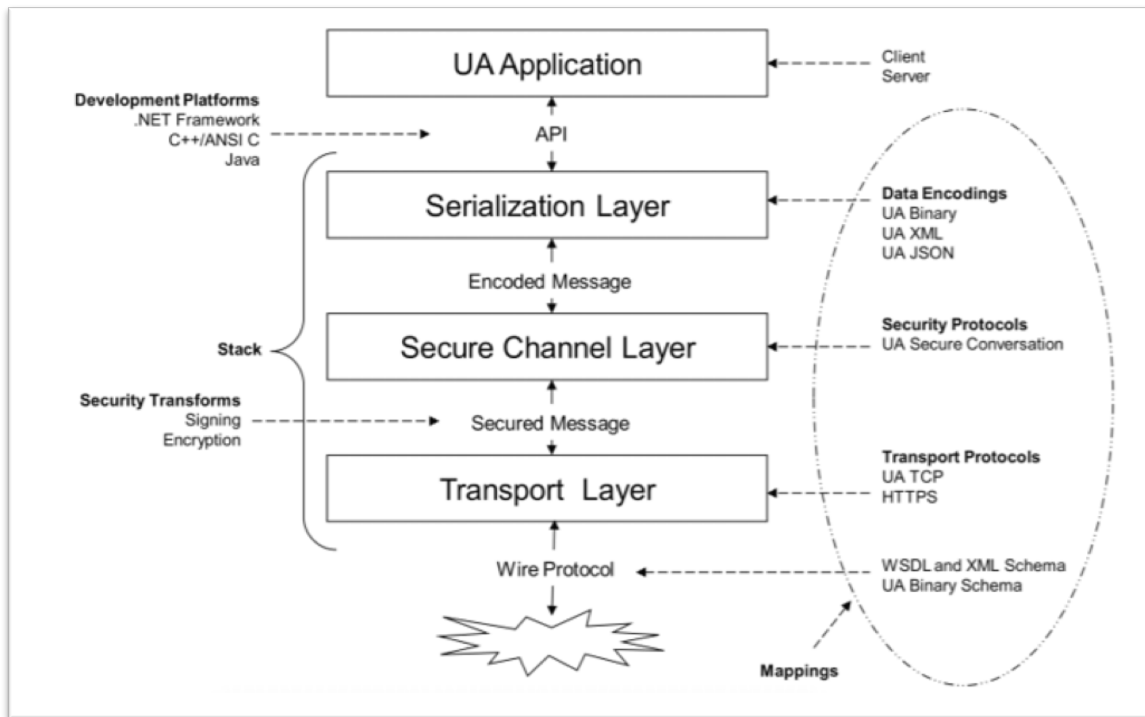 UA Application
Client
Server
Development Platforms
.NET Framework
C++/ANSI C
Java
API
Serialization Layer
Data Encodings
UA Binary
UA XML
UA JSON
Encoded Message
Stack
Secure Channel Layer
Security Protocols
UA Secure Conversation
Security Transforms
Signing
Encryption
Secured Message
Transport Layer
Transport Protocols
UA TCP
HTTPS
Wire Protocol
WSDL and XML Schema
UA Binary Schema
Mappings